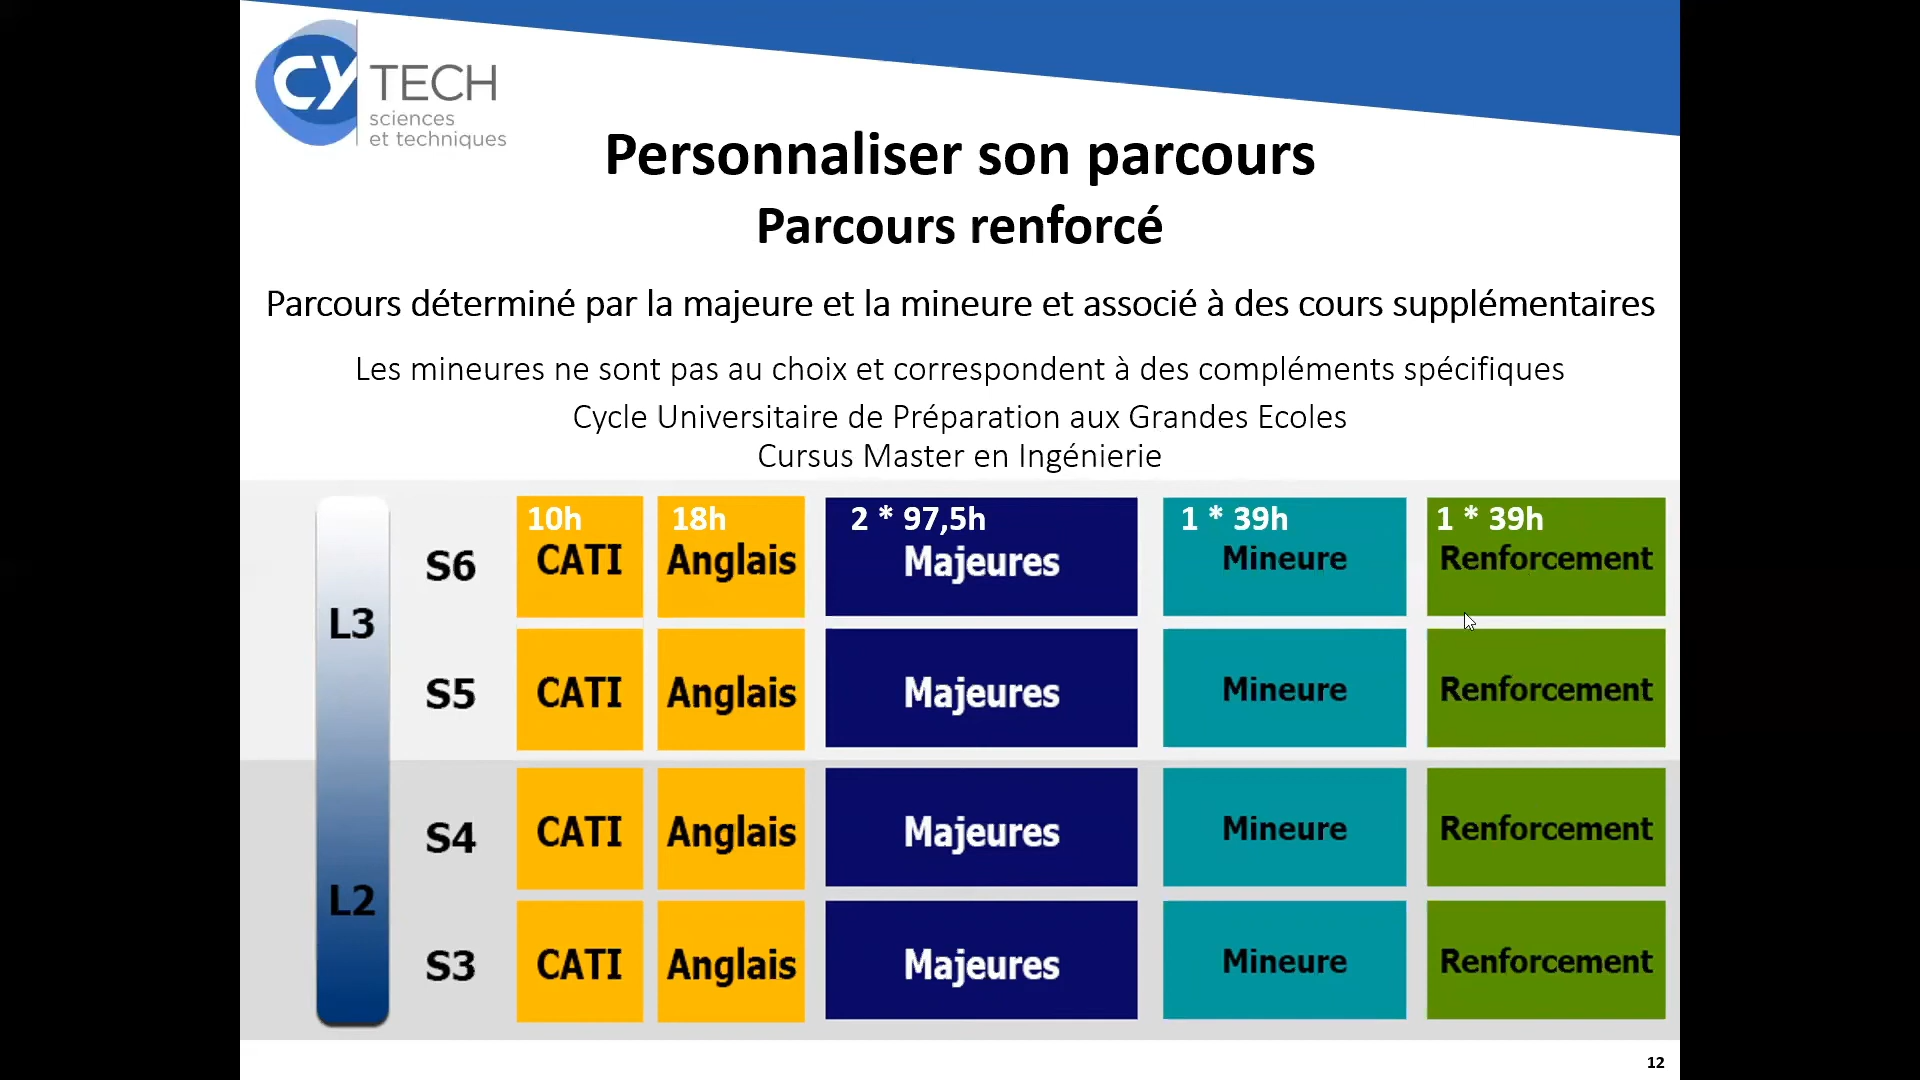 CY TECH
sciences
et techniques
Personnaliser son parcours
Parcours renforcé
Parcours déterminé par la majeure et la mineure et associé à des cours supplémentaires
Les mineures ne sont pas au choix et correspondent à des compléments spécifiques
Cycle Universitaire de Préparation aux Grandes Ecoles
Cursus Master en Ingénierie
10h 18h 2 * 97,5h 1 * 39h 1 * 39h
S6 CATI Anglais Majeures Mineure Renforcement
L3
S5 CATI Anglais Majeures Mineure Renforcement
S4 CATI Anglais Majeures Mineure Renforcement
L2
S3 CATI Anglais Majeures Mineure Renforcement
12